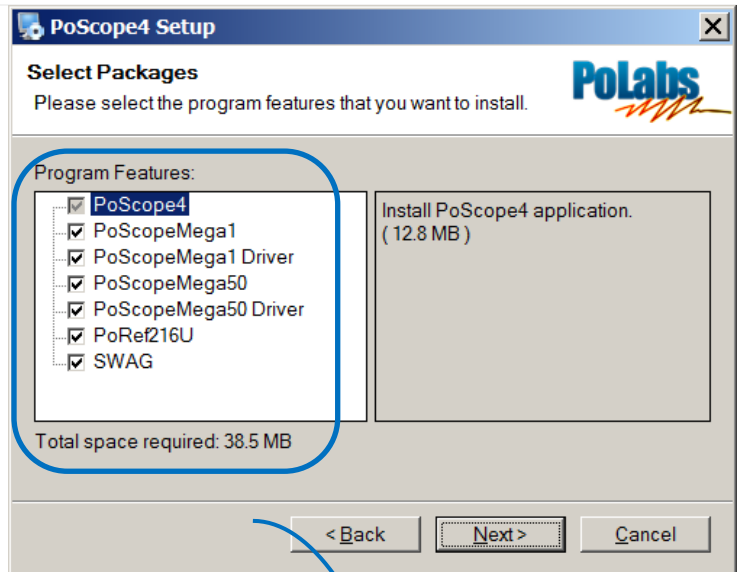 PoScope4 Setup
Select Packages
Please select the program features that you want to install.
PoLabs
Program Features:
PoScope4
PoScopeMega1
PoScopeMega1 Driver
PoScopeMega50
PoScopeMega50 Driver
PoRef216U
SWAG
Install PoScope4 application.
( 12.8 MB )
Total space required: 38.5 MB
< Back
Next >
Cancel